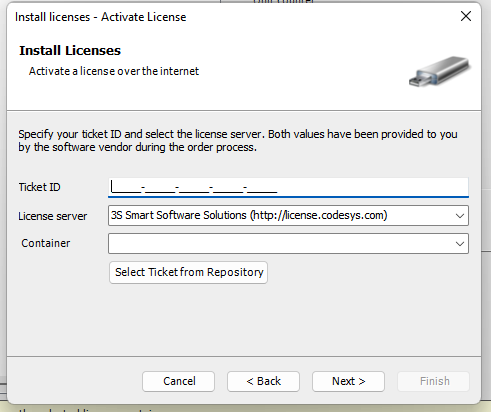 Install licenses - Activate License
Install Licenses
Activate a license over the internet
Specify your ticket ID and select the license server. Both values have been provided to you
by the software vendor during the order process.
Ticket ID
_____-_____-_____-_____-_____
License server
3S Smart Software Solutions (http://license.codesys.com)
Container
Select Ticket from Repository
Cancel
< Back
Next >
Finish